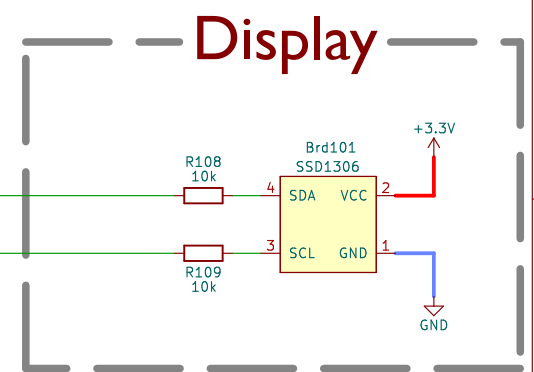 Display
+3.3V
Brd101
SSD1306
R108
10k
4 SDA VCC 2
3 SCL GND 1
R109
10k
GND